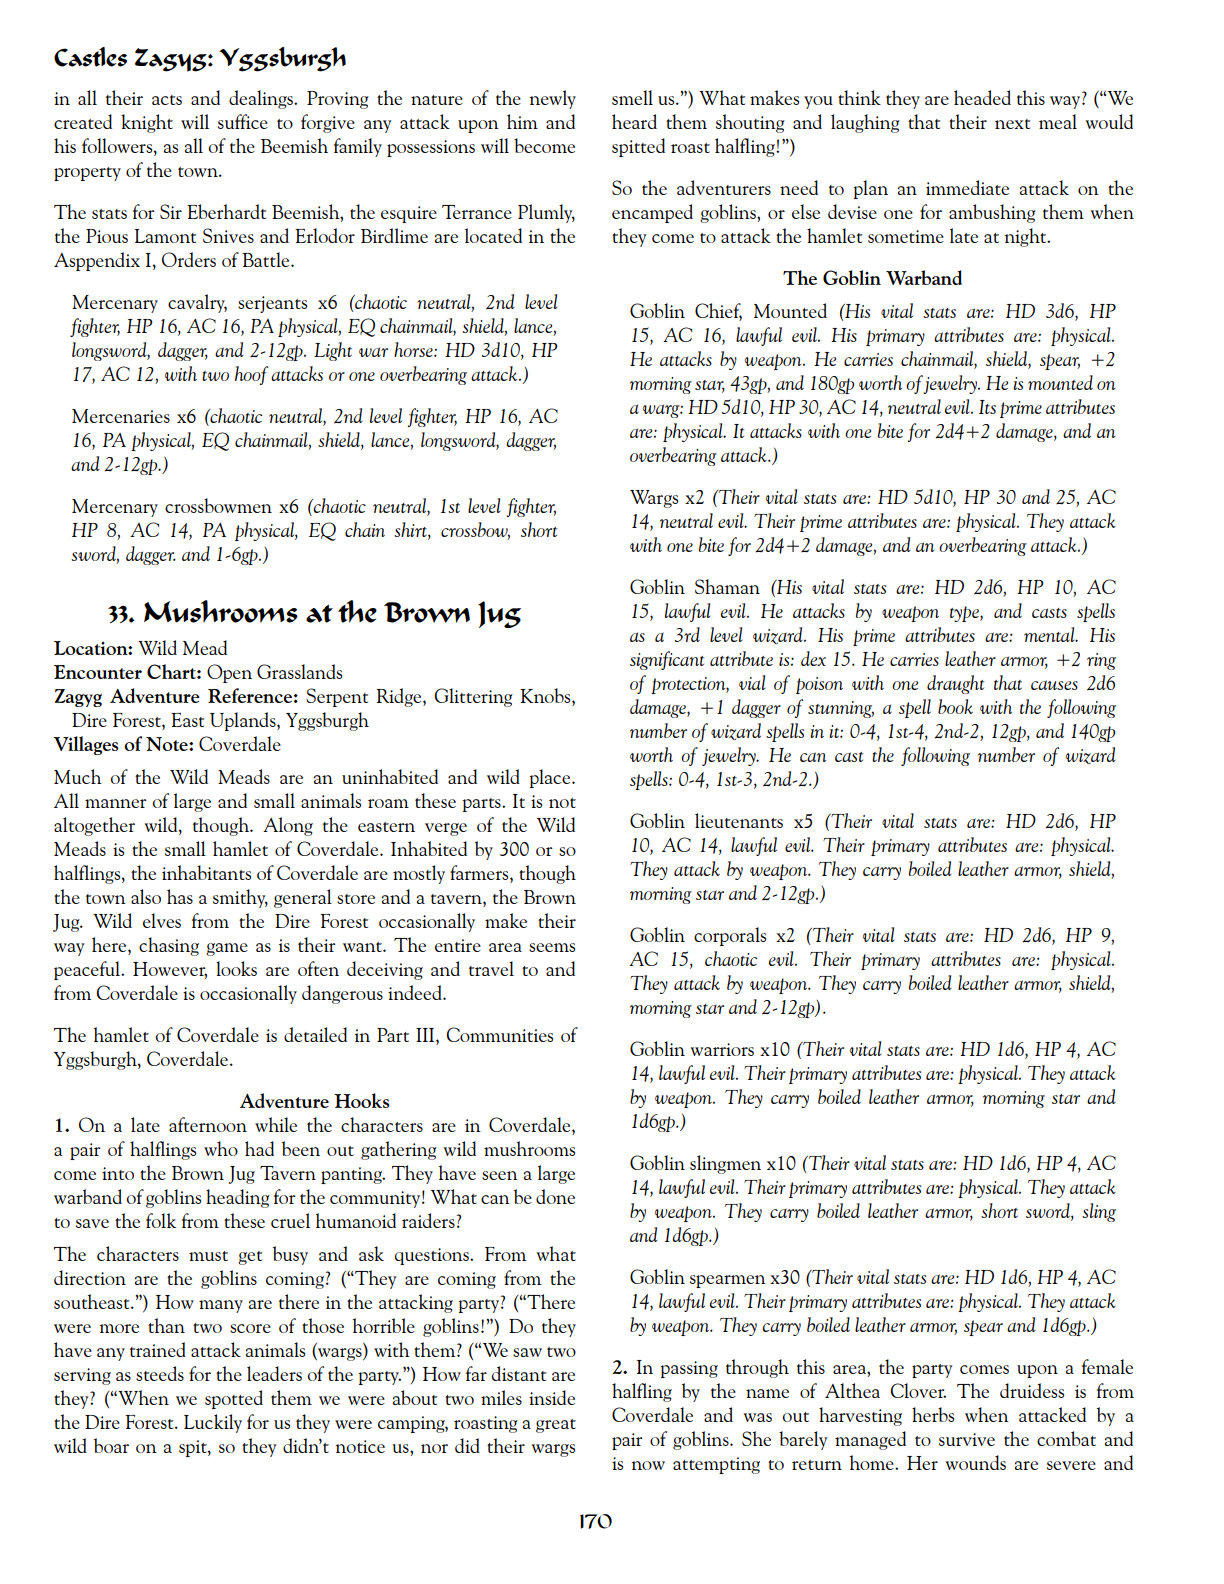 Castles Zagyg: Yggsburgh
in all their acts and dealings. Proving the nature of the newly
created knight will suffice to forgive any attack upon him and
his followers, as all of the Beemish family possessions will become
property of the town.
The stats for Sir Eberhardt Beemish, the esquire Terrance Plumly,
the Pious Lamont Snives and Erlodor Birdlime are located in the
Asppendix I, Orders of Battle.
Mercenary cavalry, serjeants x6 (chaotic neutral, 2nd level
fighter, HP 16, AC 16, PA physical, EQ chainmail, shield, lance,
longsword, dagger, and 2-12gp. Light war horse: HD 3d10, HP
17, AC 12, with two hoof attacks or one overbearing attack.)
Mercenaries x6 (chaotic neutral, 2nd level fighter, HP 16, AC
16, PA physical, EQ chainmail, shield, lance, longsword, dagger,
and 2-12gp.)
Mercenary crossbowmen x6 (chaotic neutral, 1st level fighter,
HP 8, AC 14, PA physical, EQ chain shirt, crossbow, short
sword, dagger. and 1-6gp.)
33. Mushrooms at the Brown Jug
Location: Wild Mead
Encounter Chart: Open Grasslands
Zagyg Adventure Reference: Serpent Ridge, Glittering Knobs,
Dire Forest, East Uplands, Yggsburgh
Villages of Note: Coverdale
Much of the Wild Meads are an uninhabited and wild place.
All manner of large and small animals roam these parts. It is not
altogether wild, though. Along the eastern verge of the Wild
Meads is the small hamlet of Coverdale. Inhabited by 300 or so
halflings, the inhabitants of Coverdale are mostly farmers, though
the town also has a smithy, general store and a tavern, the Brown
Jug. Wild elves from the Dire Forest occasionally make their
way here, chasing game as is their want. The entire area seems
peaceful. However, looks are often deceiving and travel to and
from Coverdale is occasionally dangerous indeed.
The hamlet of Coverdale is detailed in Part III, Communities of
Yggsburgh, Coverdale.
Adventure Hooks
1. On a late afternoon while the characters are in Coverdale,
a pair of halflings who had been out gathering wild mushrooms
come into the Brown Jug Tavern panting. They have seen a large
warband of goblins heading for the community! What can be done
to save the folk from these cruel humanoid raiders?
The characters must get busy and ask questions. From what
direction are the goblins coming? (“They are coming from the
southeast.”) How many are there in the attacking party? (“There
were more than two score of those horrible goblins!”) Do they
have any trained attack animals (wargs) with them? (“We saw two
serving as steeds for the leaders of the party.”) How far distant are
they? (“When we spotted them we were about two miles inside
the Dire Forest. Luckily for us they were camping, roasting a great
wild boar on a spit, so they didn’t notice us, nor did their wargs
smell us.”) What makes you think they are headed this way? (“We
heard them shouting and laughing that their next meal would
spitted roast halfling!”)
So the adventurers need to plan an immediate attack on the
encamped goblins, or else devise one for ambushing them when
they come to attack the hamlet sometime late at night.
The Goblin Warband
Goblin Chief, Mounted (His vital stats are: HD 3d6, HP
15, AC 16, lawful evil. His primary attributes are: physical.
He attacks by weapon. He carries chainmail, shield, spear, +2
morning star, 43gp, and 180gp worth of jewelry. He is mounted on
a warg: HD 5d10, HP 30, AC 14, neutral evil. Its prime attributes
are: physical. It attacks with one bite for 2d4+2 damage, and an
overbearing attack.)
Wargs x2 (Their vital stats are: HD 5d10, HP 30 and 25, AC
14, neutral evil. Their prime attributes are: physical. They attack
with one bite for 2d4+2 damage, and an overbearing attack.)
Goblin Shaman (His vital stats are: HD 2d6, HP 10, AC
15, lawful evil. He attacks by weapon type, and casts spells
as a 3rd level wizard. His prime attributes are: mental. His
significant attribute is: dex 15. He carries leather armor, +2 ring
of protection, vial of poison with one draught that causes 2d6
damage, +1 dagger of stunning, a spell book with the following
number of wizard spells in it: 0-4, 1st-4, 2nd-2, 12gp, and 140gp
worth of jewelry. He can cast the following number of wizard
spells: 0-4, 1st-3, 2nd-2.)
Goblin lieutenants x5 (Their vital stats are: HD 2d6, HP
10, AC 14, lawful evil. Their primary attributes are: physical.
They attack by weapon. They carry boiled leather armor, shield,
morning star and 2-12gp.)
Goblin corporals x2 (Their vital stats are: HD 2d6, HP 9,
AC 15, chaotic evil. Their primary attributes are: physical.
They attack by weapon. They carry boiled leather armor, shield,
morning star and 2-12gp).
Goblin warriors x10 (Their vital stats are: HD 1d6, HP 4, AC
14, lawful evil. Their primary attributes are: physical. They attack
by weapon. They carry boiled leather armor, morning star and
1d6gp.)
Goblin slingmen x10 (Their vital stats are: HD 1d6, HP 4, AC
14, lawful evil. Their primary attributes are: physical. They attack
by weapon. They carry boiled leather armor, short sword, sling
and 1d6gp.)
Goblin spearmen x30 (Their vital stats are: HD 1d6, HP 4, AC
14, lawful evil. Their primary attributes are: physical. They attack
by weapon. They carry boiled leather armor, spear and 1d6gp.)
2. In passing through this area, the party comes upon a female
halfling by the name of Althea Clover. The druidess is from
Coverdale and was out harvesting herbs when attacked by a
pair of goblins. She barely managed to survive the combat and
is now attempting to return home. Her wounds are severe and
170